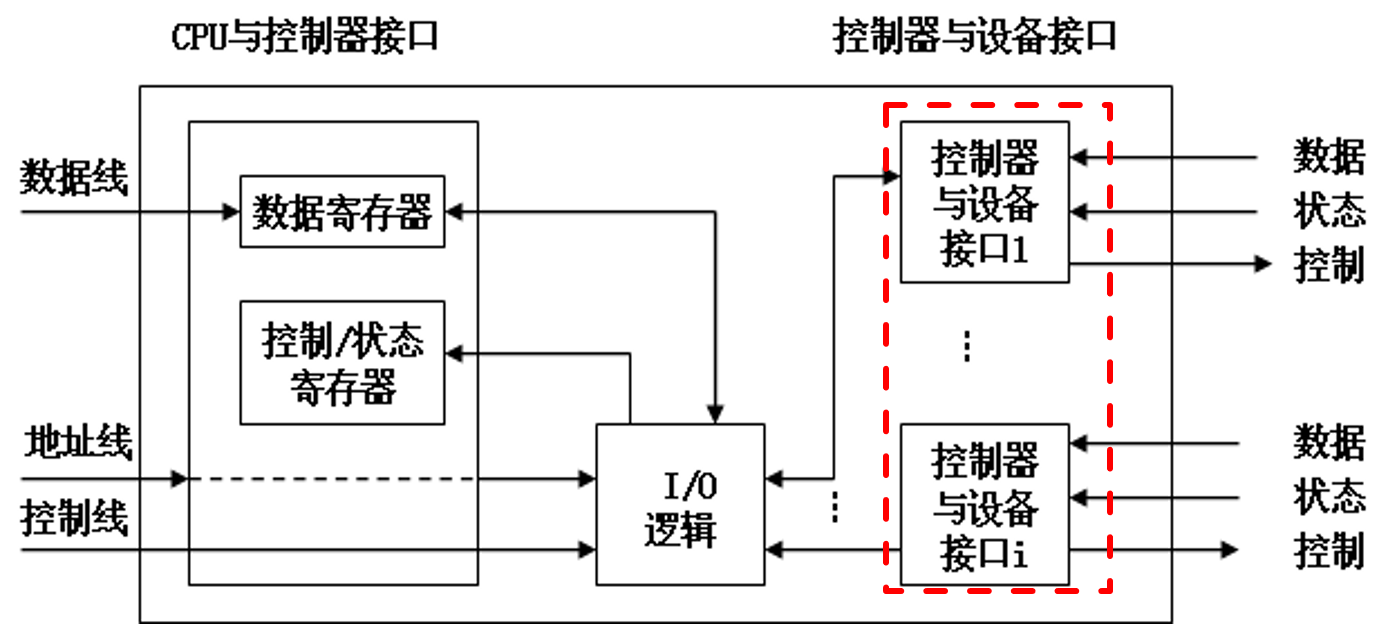 CPU与控制器接口
控制器与设备接口
数据线
数据寄存器
控制/状态
寄存器
地址线
控制线
I/O
逻辑
控制器
与设备
接口1
数据
状态
控制
控制器
与设备
接口i
数据
状态
控制